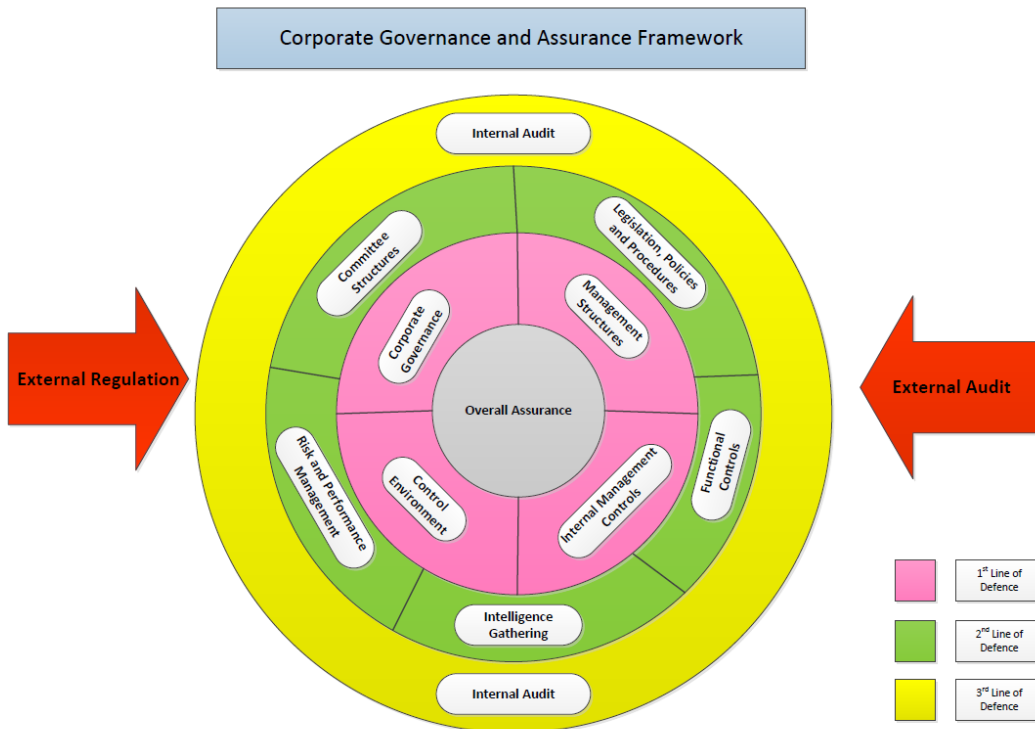 Corporate Governance and Assurance Framework
Internal Audit
Committee
Structures
Legislation, Policies
and Procedures
Corporate
Governance
Management
Structures
External Regulation
Overall Assurance
External Audit
Risk and Performance
Management
Control
Environment
Internal Management
Controls
Functional
Controls
Intelligence
Gathering
Internal Audit
1st Line of
Defence
2nd Line of
Defence
3rd Line of
Defence